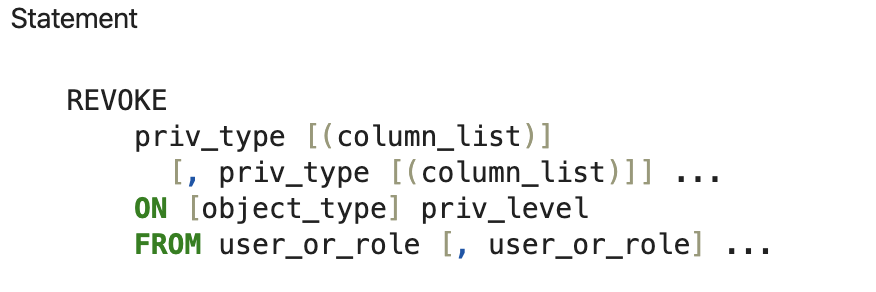 Statement
REVOKE
priv_type [(column_list)]
[, priv_type [(column_list)]] ...
ON [object_type] priv_level
FROM user_or_role [, user_or_role] ...